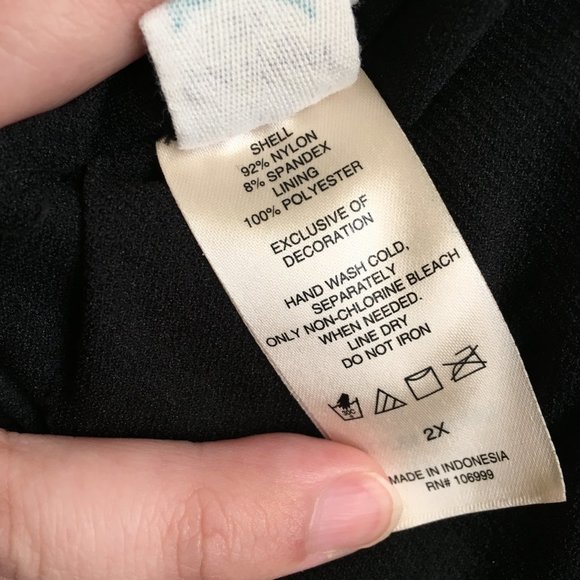 SHELL
92% NYLON
8% SPANDEX
LINING
100% POLYESTER
EXCLUSIVE OF
DECORATION
HAND WASH COLD,
SEPARATELY
ONLY NON-CHLORINE BLEACH
WHEN NEEDED.
LINE DRY
DO NOT IRON
2X
MADE IN INDONESIA
RN# 106999